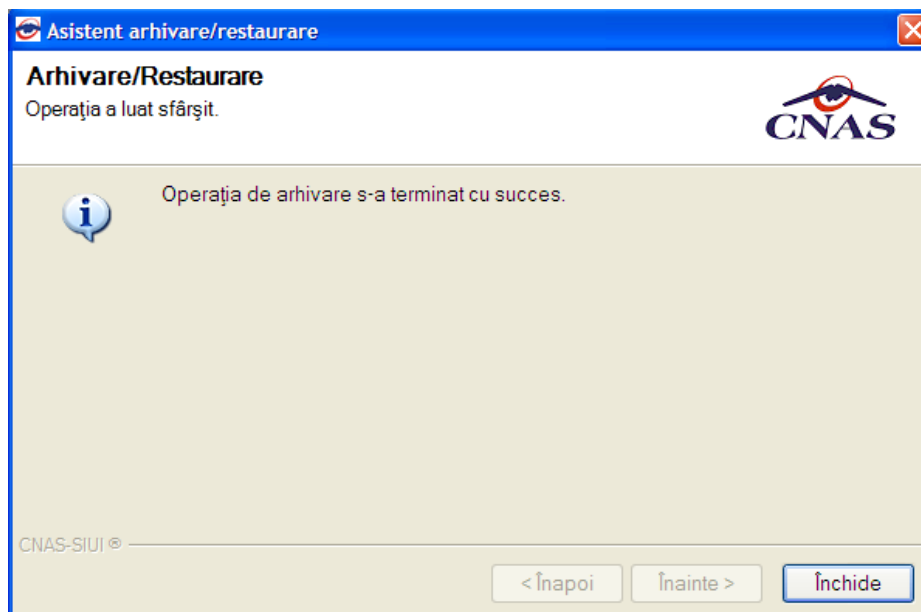 Asistent arhivare/restaurare
Arhivare/Restaurare
Operaţia a luat sfârşit.
CNAS
Operaţia de arhivare s-a terminat cu succes.
CNAS-SIUI ®
< Înapoi
Înainte >
Închide